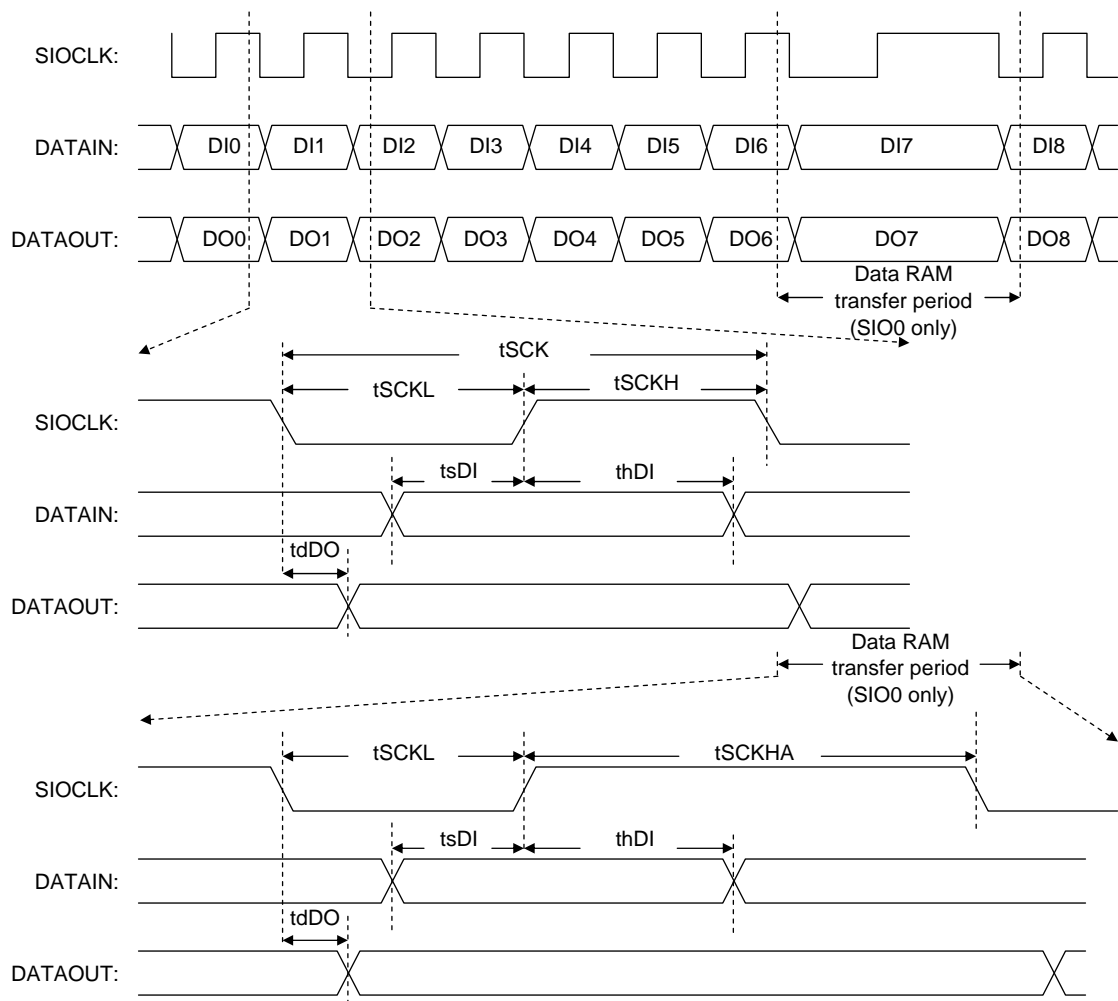 SIOCLK:
DATAIN: DI0 DI1 DI2 DI3 DI4 DI5 DI6 DI7 DI8
DATAOUT: DO0 DO1 DO2 DO3 DO4 DO5 DO6 DO7 DO8
Data RAM
transfer period
(SIO0 only)
tSCK
tSCKL tSCKH
SIOCLK:
tsDI thDI
DATAIN:
tdDO
DATAOUT:
Data RAM
transfer period
(SIO0 only)
tSCKL tSCKHA
SIOCLK:
tsDI thDI
DATAIN:
tdDO
DATAOUT: